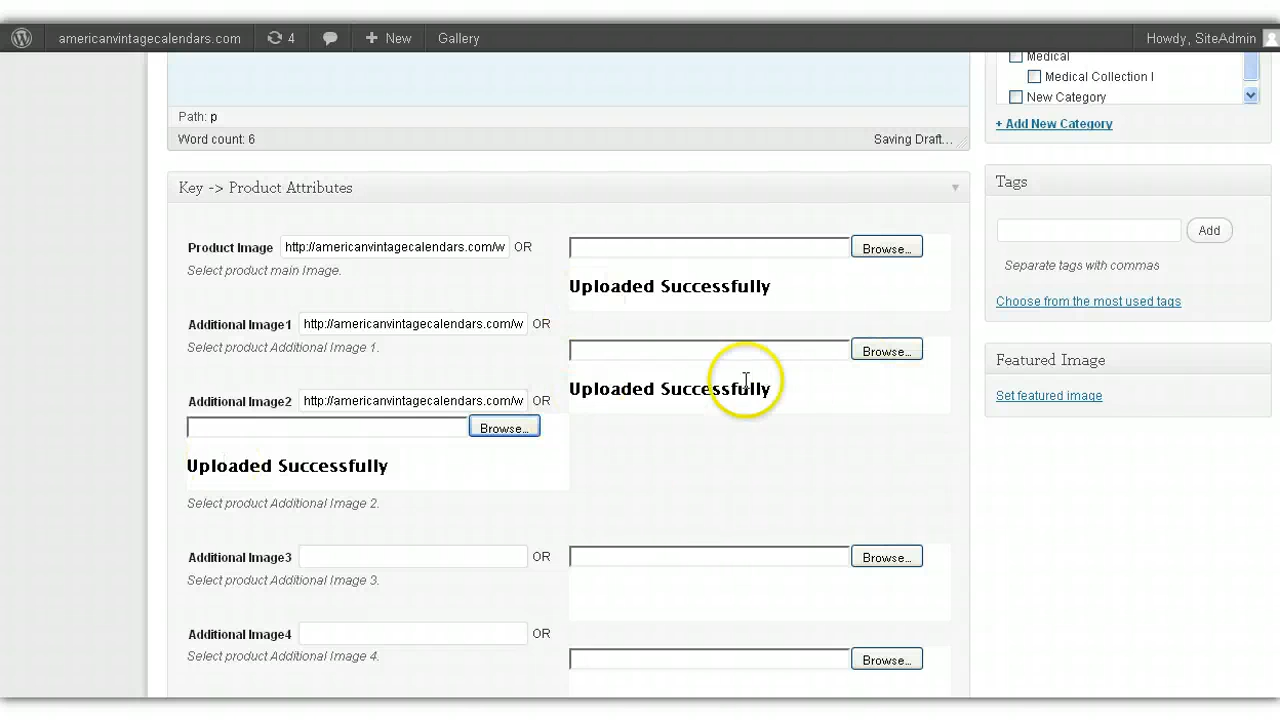 americanvintagecalendars.com 4 New Gallery Howdy, SiteAdmin
Medical
Medical Collection I
New Category
+ Add New Category
Path: p
Word count: 6 Saving Draft...
Key -> Product Attributes
Product Image http://americanvintagecalendars.com/w OR Browse...
Select product main Image.
Uploaded Successfully
Additional Image1 http://americanvintagecalendars.com/w OR
Select product Additional Image 1.
Browse...
Uploaded Successfully
Additional Image2 http://americanvintagecalendars.com/w OR
Browse...
Uploaded Successfully
Select product Additional Image 2.
Additional Image3 OR Browse...
Select product Additional Image 3.
Additional Image4 OR
Select product Additional Image 4.
Browse...
Tags
Add
Separate tags with commas
Choose from the most used tags
Featured Image
Set featured image